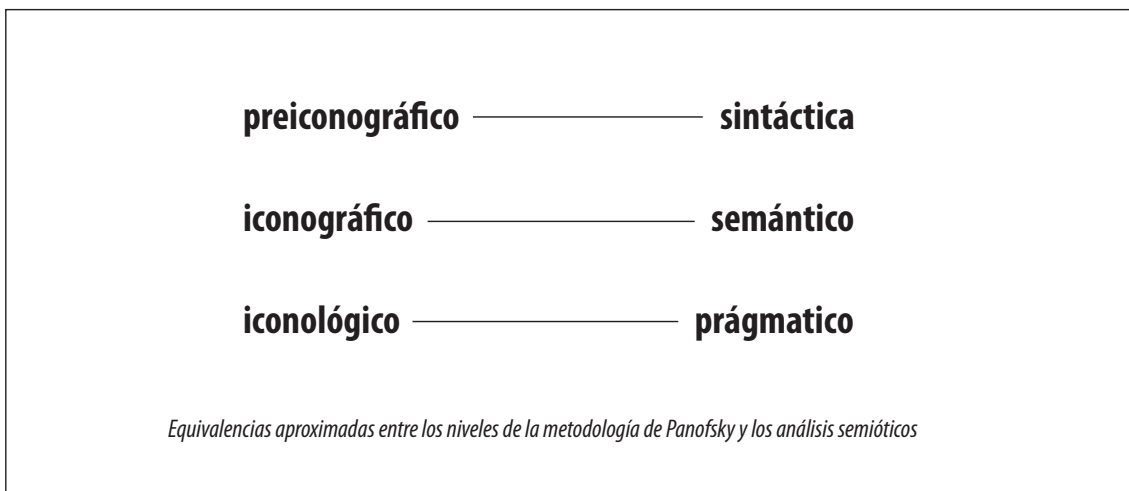 preiconográfico sintáctica
iconográfico semántico
iconológico prágmatico
Equivalencias aproximadas entre los niveles de la metodología de Panofsky y los análisis semióticos